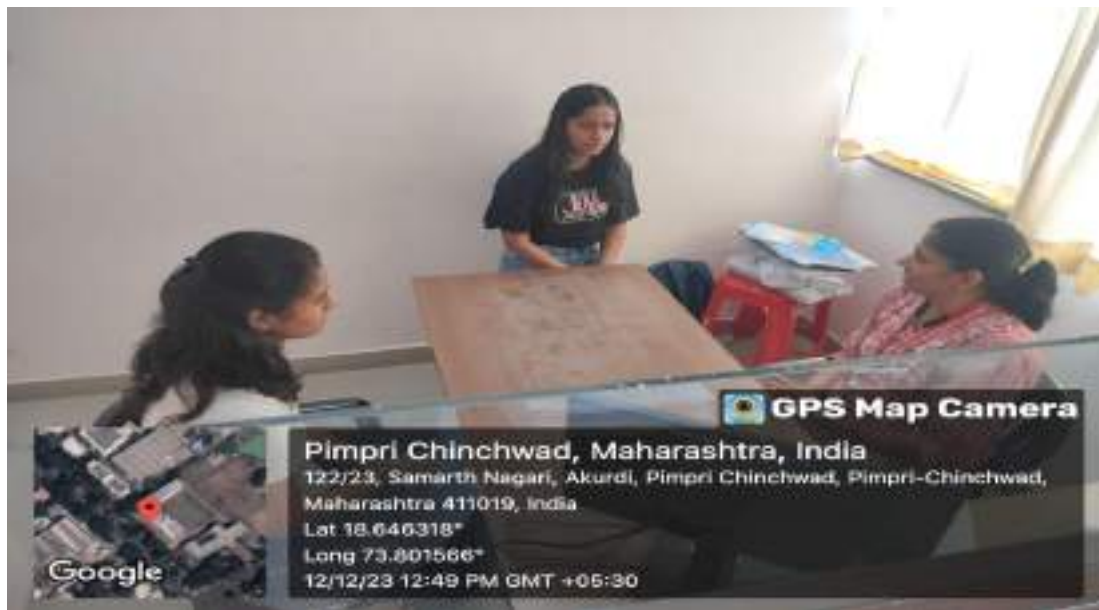 GPS Map Camera
Pimpri Chinchwad, Maharashtra, India
122/23, Samarth Nagari, Akurdi, Pimpri Chinchwad, Pimpri-Chinchwad,
Maharashtra 411019, India
Lat 18.646318°
Long 73.801566°
12/12/23 12:49 PM GMT +05:30
Google